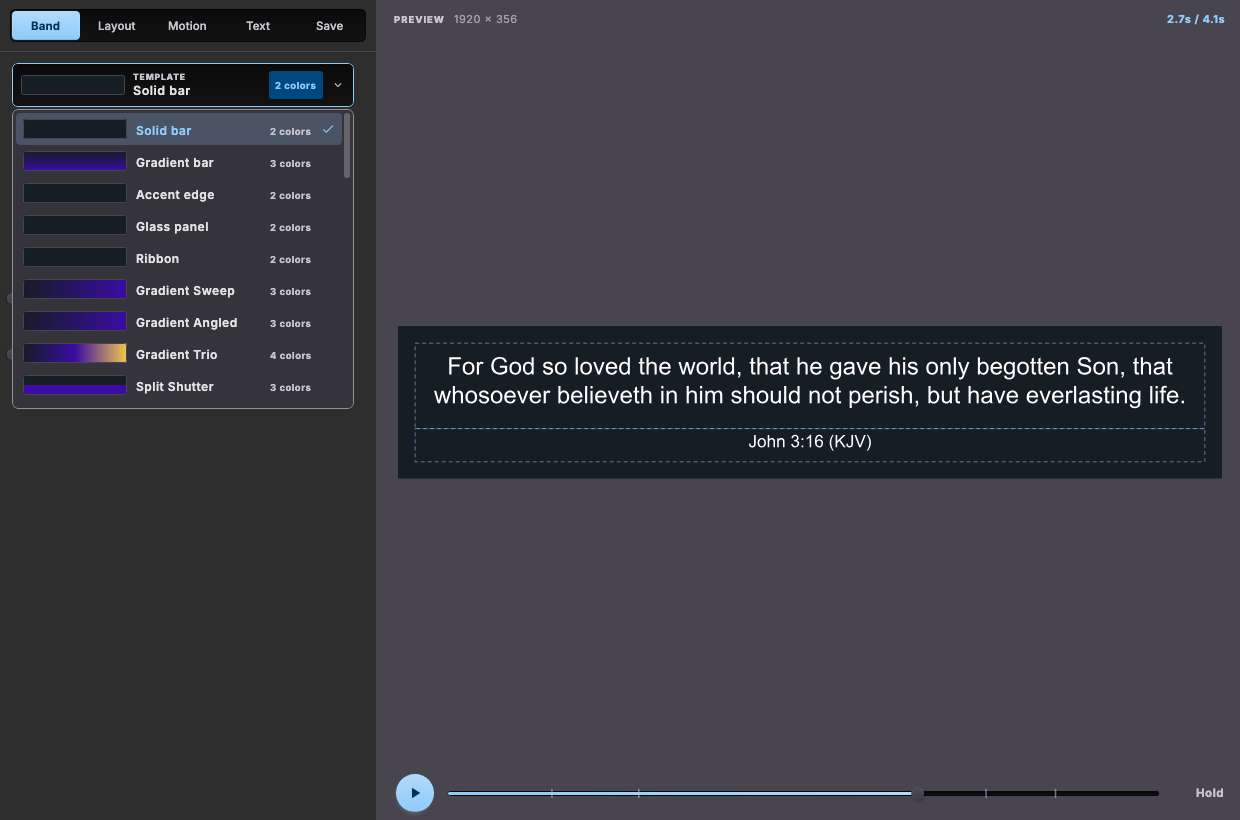 Band Layout Motion Text Save
PREVIEW 1920 × 356
2.7s / 4.1s
TEMPLATE
Solid bar
2 colors
Solid bar 2 colors
Gradient bar 3 colors
Accent edge 2 colors
Glass panel 2 colors
Ribbon 2 colors
Gradient Sweep 3 colors
Gradient Angled 3 colors
Gradient Trio 4 colors
Split Shutter 3 colors
For God so loved the world, that he gave his only begotten Son, that
whosoever believeth in him should not perish, but have everlasting life.
John 3:16 (KJV)
Hold